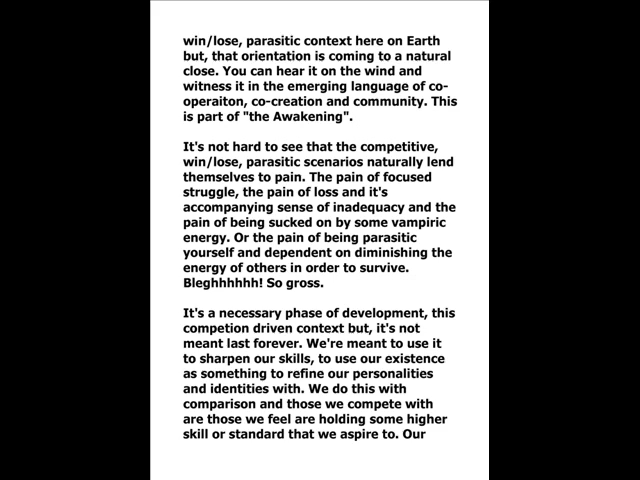 win/lose, parasitic context here on Earth
but, that orientation is coming to a natural
close. You can hear it on the wind and
witness it in the emerging language of co-
operaiton, co-creation and community. This
is part of "the Awakening".
It's not hard to see that the competitive,
win/lose, parasitic scenarios naturally lend
themselves to pain. The pain of focused
struggle, the pain of loss and it's
accompanying sense of inadequacy and the
pain of being sucked on by some vampiric
energy. Or the pain of being parasitic
yourself and dependent on diminishing the
energy of others in order to survive.
Bleghhhhhh! So gross.
It's a necessary phase of development, this
competion driven context but, it's not
meant last forever. We're meant to use it
to sharpen our skills, to use our existence
as something to refine our personalities
and identities with. We do this with
comparison and those we compete with
are those we feel are holding some higher
skill or standard that we aspire to. Our